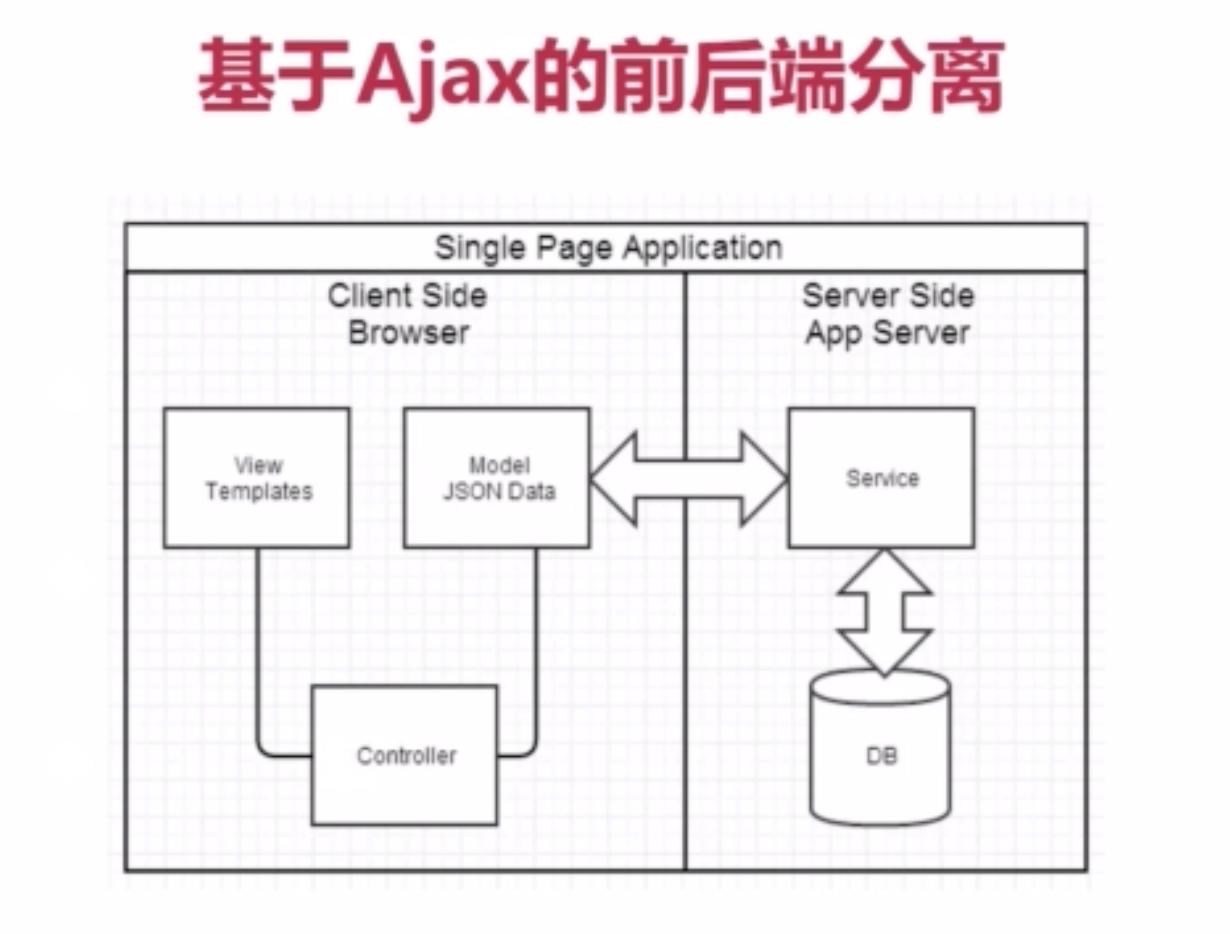 基于Ajax的前后端分离
Single Page Application
Client Side
Browser
Server Side
App Server
View
Templates
Model
JSON Data
Service
Controller
DB